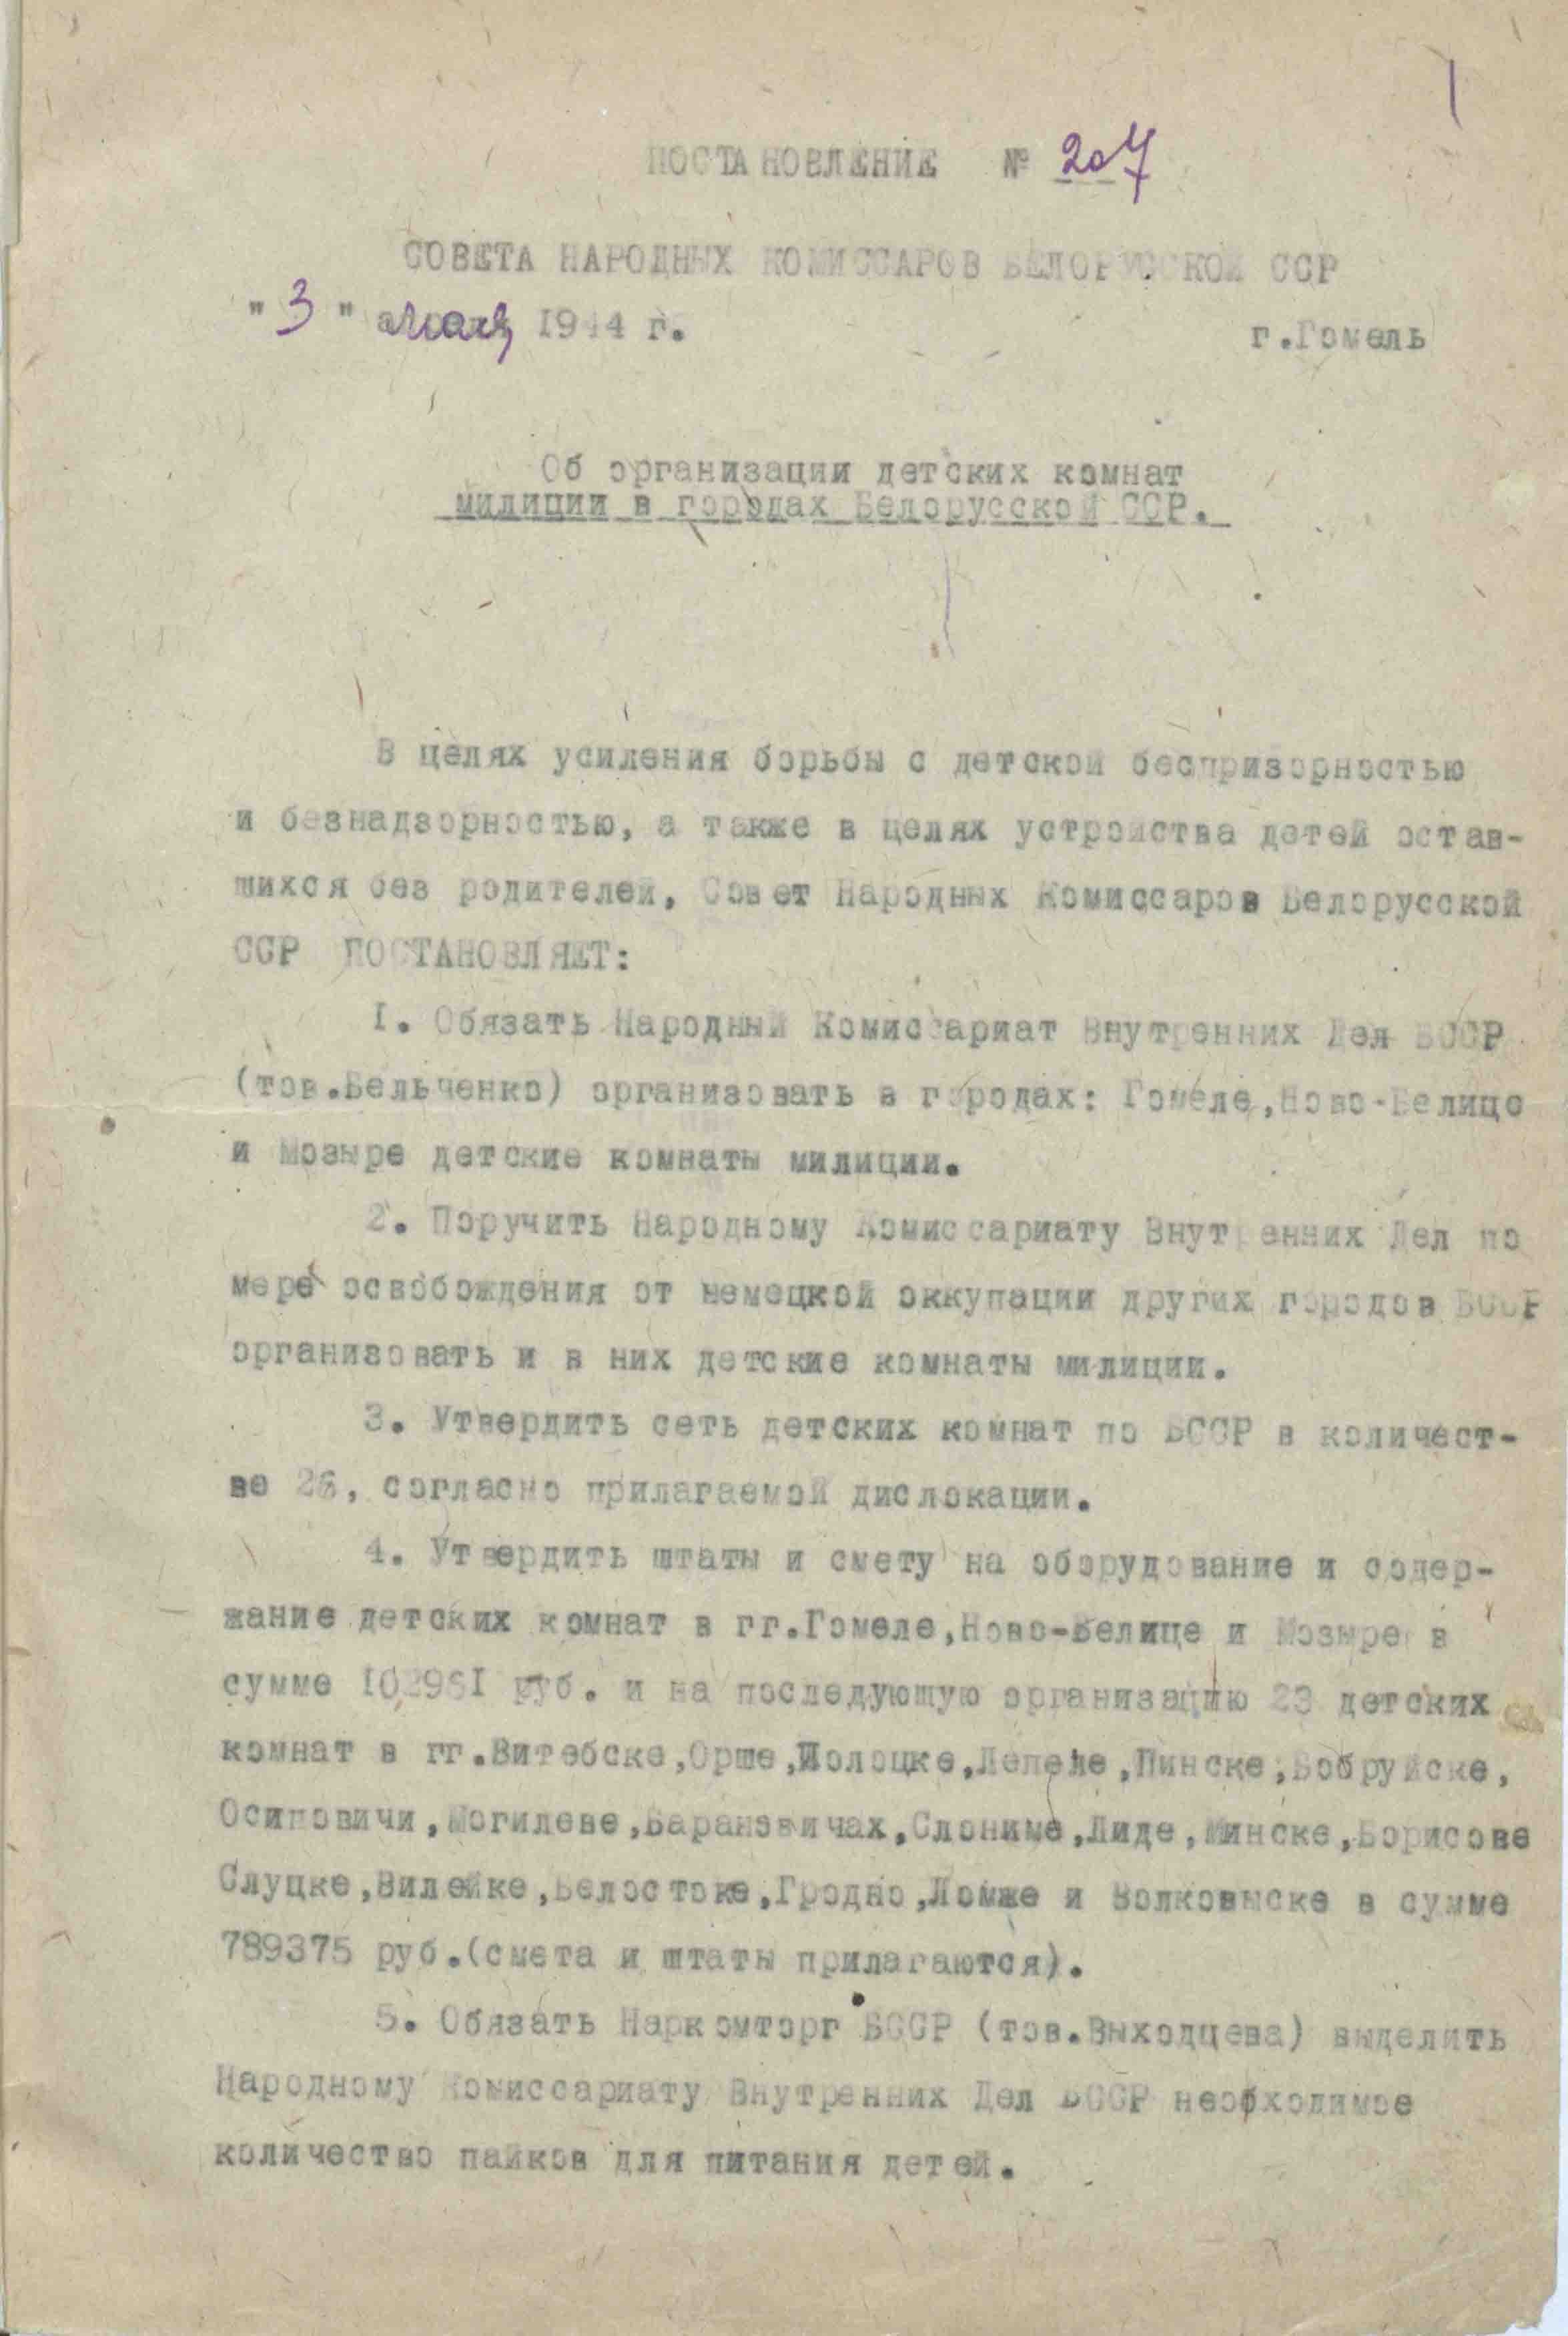 1
ПОСТАНОВЛЕНИЕ № 207
СОВЕТА НАРОДНЫХ КОМИССАРОВ БЕЛОРУССКОЙ ССР
"3" мая 1944 г. г.Гомель
Об организации детских комнат
милиции в городах Белорусской ССР.
В целях усиления борьбы с детской беспризорностью
и безнадзорностью, а также в целях устройства детей остав-
шихся без родителей, Совет Народных Комиссаров Белорусской
ССР ПОСТАНОВЛЯЕТ:
I. Обязать Народный Комиссариат Внутренних Дел БССР
(тов.Бельченко) организовать в городах: Гомеле,Ново-Белице
и Мозыре детские комнаты милиции.
2. Поручить Народному Комиссариату Внутренних Дел по
мере освобождения от немецкой оккупации других городов БССР
организовать и в них детские комнаты милиции.
3. Утвердить сеть детских комнат по БССР в количест-
ве согласно прилагаемой дислокации.
4. Утвердить штаты и смету на оборудование и содер-
жание детских комнат в гг.Гомеле,Ново-Белице и Мозыре в
сумме руб. и на последующую организацию 23 детских
комнат в гг.Витебске,Орше,Полоцке,Лепеле,Пинске,Бобруйске,
Осиповичи,Могилеве,Барановичах,Слониме,Лиде,Минске,Борисове
Слуцке,Вилейке,Белостоке,Гродно,Ломже и Волковыске в сумме
789375 руб.(смета и штаты прилагаются).
5. Обязать Наркомторг БССР (тов.Выходцева) выделить
Народному Комиссариату Внутренних Дел БССР необходимое
количество пайков для питания детей.